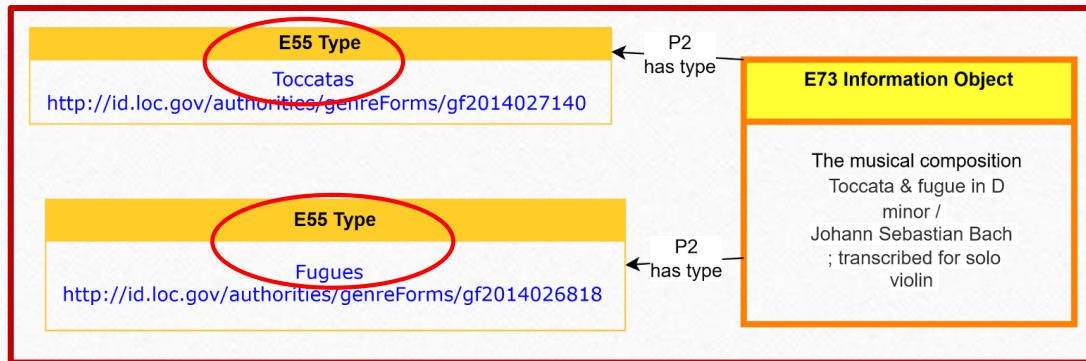 E55 Type
Toccatas
http://id.loc.gov/authorities/genreForms/gf2014027140
P2
has type
E73 Information Object
The musical composition
Toccata & fugue in D
minor /
Johann Sebastian Bach
; transcribed for solo
violin
E55 Type
Fugues
http://id.loc.gov/authorities/genreForms/gf2014026818
P2
has type